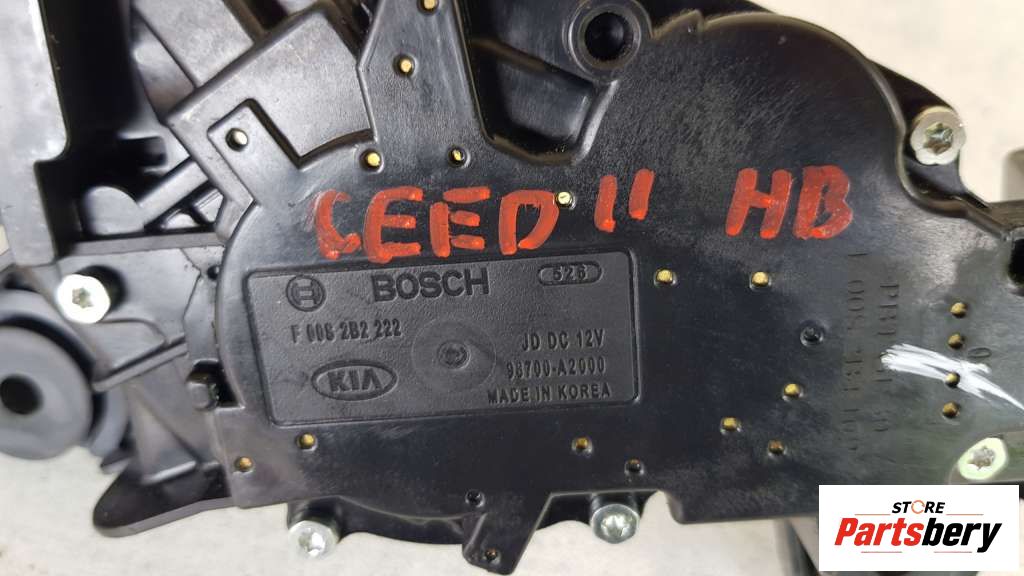 CEED II HB
BOSCH 526
F 006 2B2 222
JD DC 12V
KIA 98700-A2000
MADE IN KOREA
STORE
Partsbery